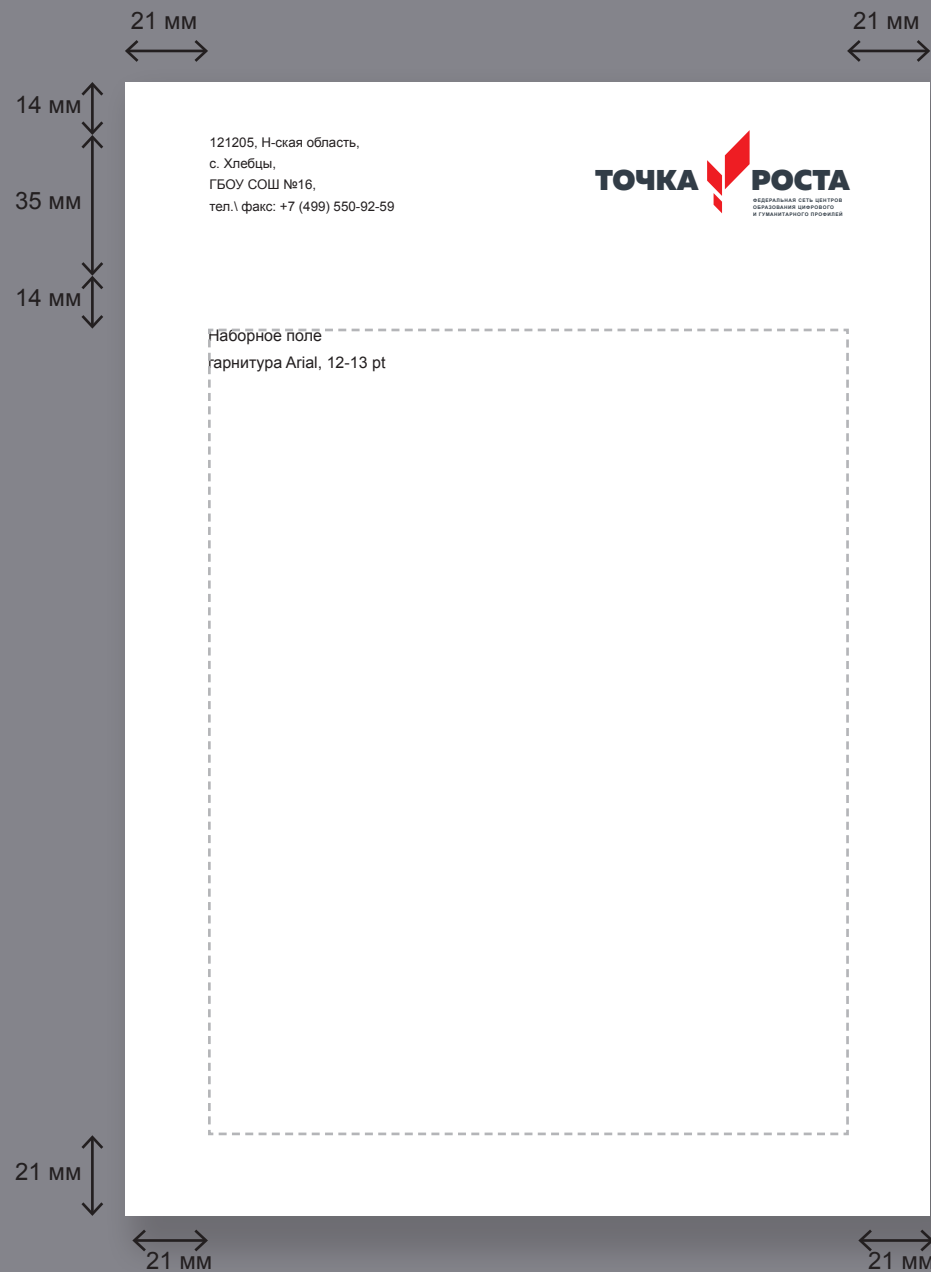 21 мм
21 мм
14 мм
35 мм
14 мм
121205, Н-ская область,
с. Хлебцы,
ГБОУ СОШ №16,
тел.\ факс: +7 (499) 550-92-59
ТОЧКА РОСТА
ФЕДЕРАЛЬНАЯ СЕТЬ ЦЕНТРОВ
ОБРАЗОВАНИЯ ЦИФРОВОГО
И ГУМАНИТАРНОГО ПРОФИЛЕЙ
Наборное поле
гарнитура Arial, 12-13 pt
21 мм
21 мм
21 мм